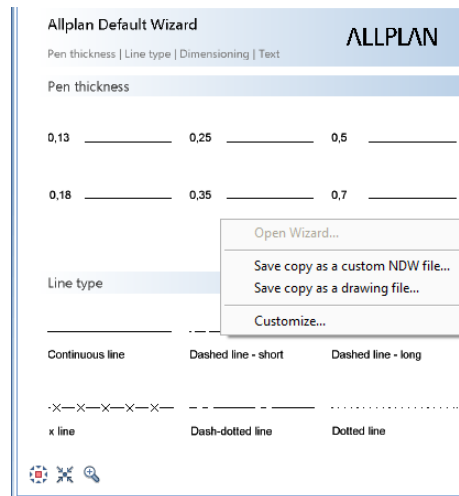 Allplan Default Wizard
ALLPLAN
Pen thickness | Line type | Dimensioning | Text
Pen thickness
0,13 0,25 0,5
0,18 0,35 0,7
Open Wizard...
Save copy as a custom NDW file...
Line type
Save copy as a drawing file...
Customize...
Continuous line Dashed line - short Dashed line - long
x line Dash-dotted line Dotted line